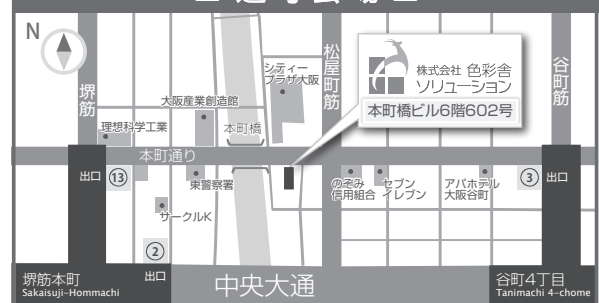 N
堺筋
松屋町筋
谷町筋
シティー
プラザ大阪
株式会社 色彩舎
ソリューション
本町橋ビル6階602号
大阪産業創造館
理想科学工業
本町橋
本町通り
出口 ⑬
東警察署
のぞみ
信用組合
セブン
イレブン
アパホテル
大阪谷町
③ 出口
サークルK
②
出口
堺筋本町
Sakaisuji-Hommachi
中央大通
谷町4丁目
Tanimachi 4-chome